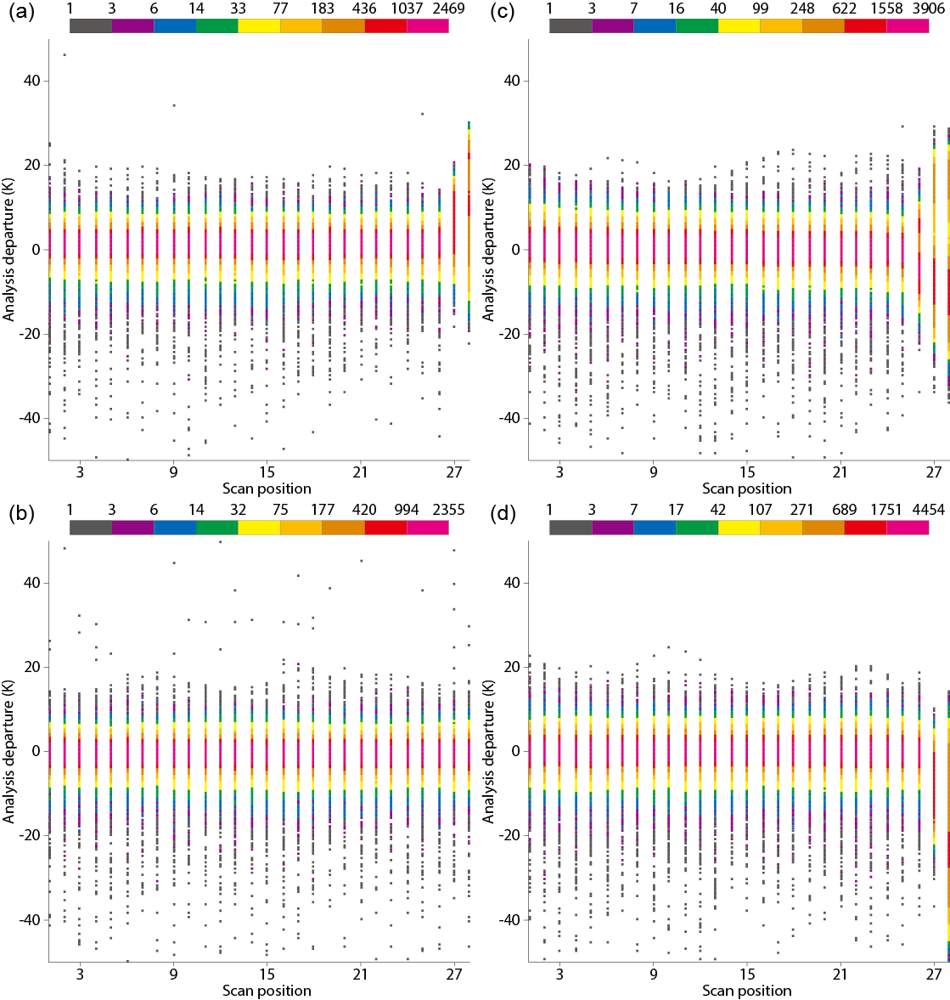 (a) 1 3 6 14 33 77 183 436 1037 2469
40
20
0
-20
-40
Analysis departure (K)
3 9 15 21 27
Scan position
(c) 1 3 7 16 40 99 248 622 1558 3906
40
20
0
-20
-40
Analysis departure (K)
3 9 15 21 27
Scan position
(b) 1 3 6 14 32 75 177 420 994 2355
40
20
0
-20
-40
Analysis departure (K)
3 9 15 21 27
Scan position
(d) 1 3 7 17 42 107 271 689 1751 4454
40
20
0
-20
-40
Analysis departure (K)
3 9 15 21 27
Scan position